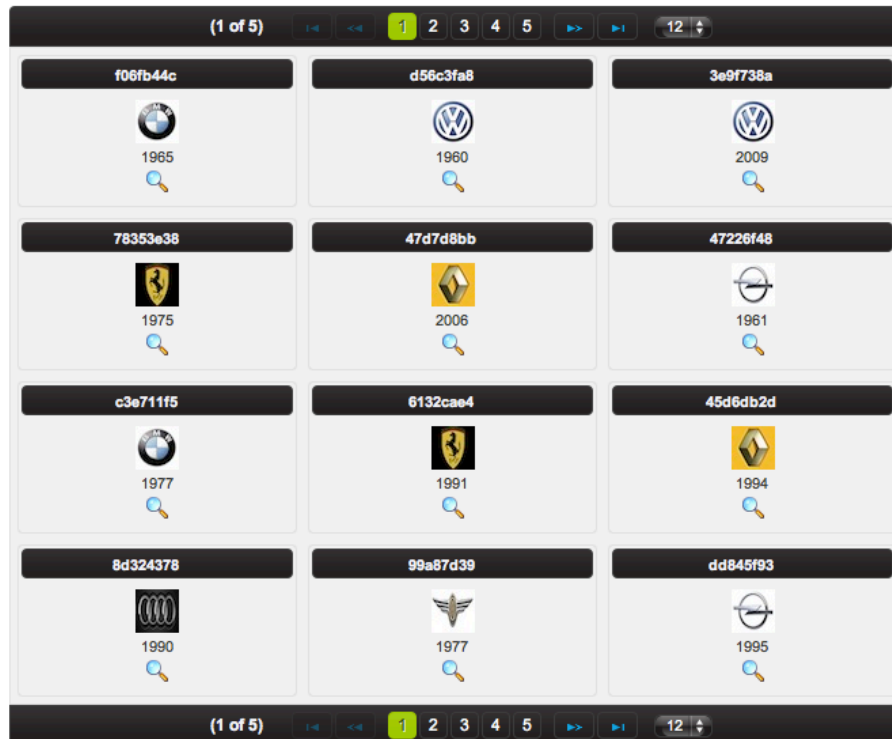 (1 of 5) 1 2 3 4 5 12
f06fb44c d56c3fa8 3e9f738a
1965 1960 2009
78353e38 47d7d8bb 47226f48
1975 2006 1961
c3e711f5 6132cae4 45d6db2d
1977 1991 1994
8d324378 99a87d39 dd845f93
1990 1977 1995
(1 of 5) 1 2 3 4 5 12